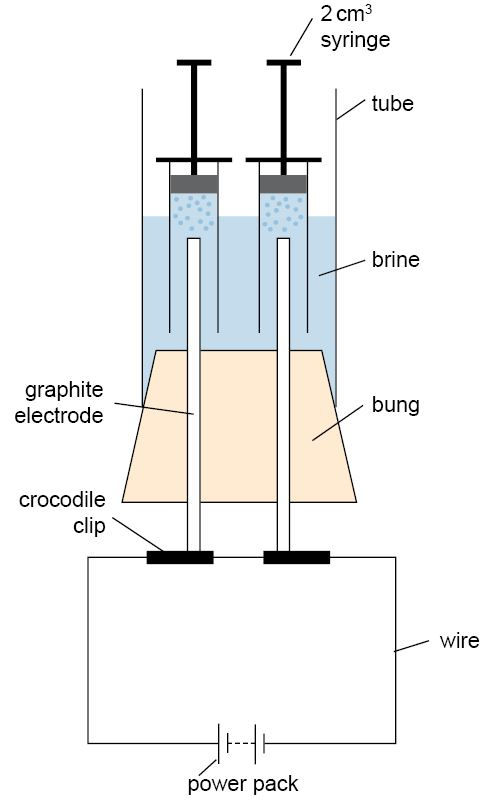 2 cm³
syringe
tube
brine
graphite
electrode
bung
crocodile
clip
wire
power pack